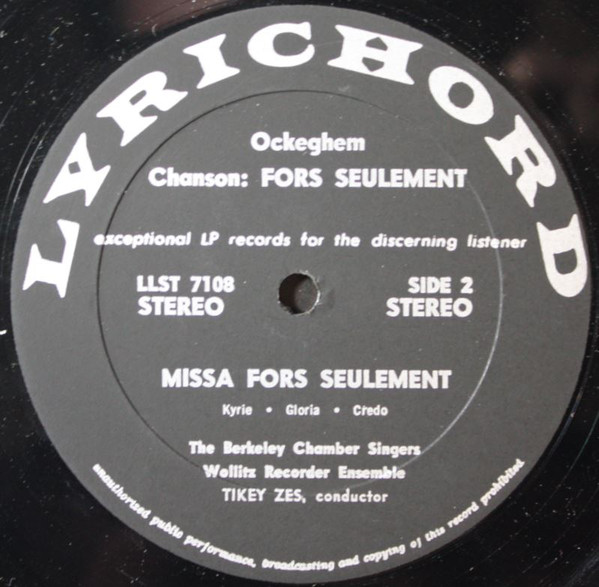 LYRICHORD
Ockeghem
Chanson: FORS SEULEMENT
exceptional LP records for the discerning listener
LLST 7108 SIDE 2
STEREO STEREO
MISSA FORS SEULEMENT
Kyrie • Gloria • Credo
The Berkeley Chamber Singers
Wollitz Recorder Ensemble
TIKEY ZES, conductor
unauthorised public performance, broadcasting and copying of this record prohibited